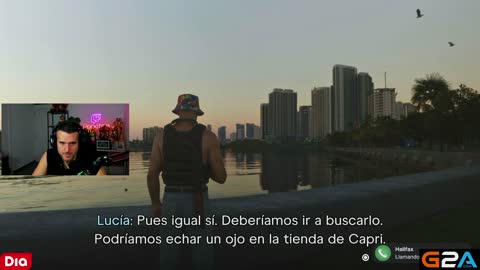 Lucía: Pues igual sí. Deberíamos ir a buscarlo.
Podríamos echar un ojo en la tienda de Capri.
Halifax
Llamando
Dia
G2A